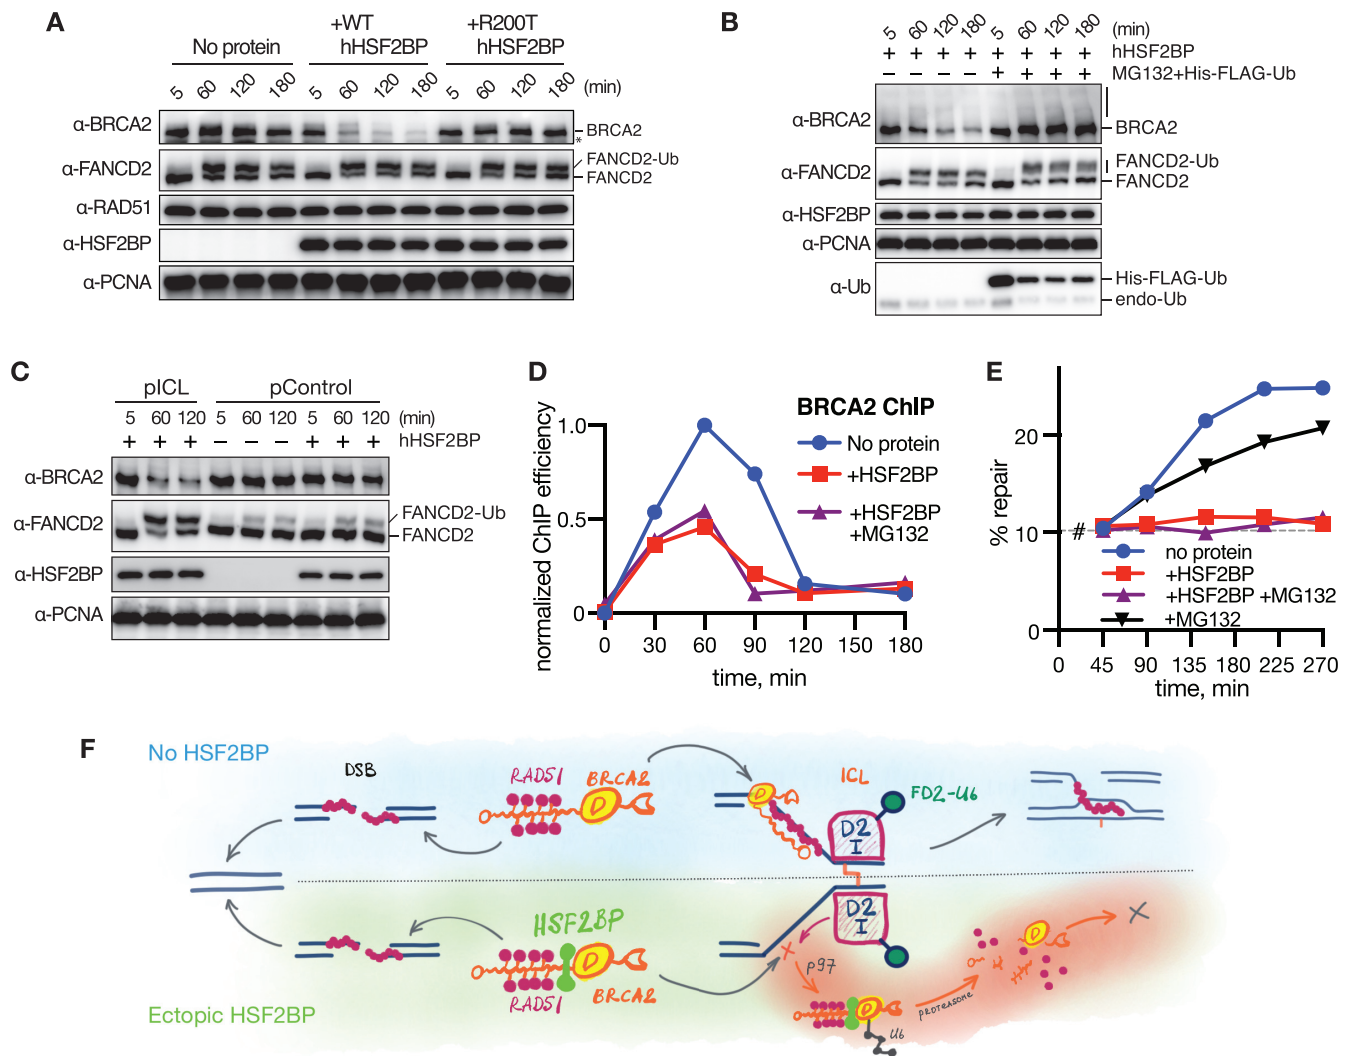 A
No protein
+WT
hHSF2BP
+R200T
hHSF2BP
5 60 120 180 5 60 120 180 5 60 120 180 (min)
α-BRCA2
BRCA2
*
α-FANCD2
FANCD2-Ub
FANCD2
α-RAD51
α-HSF2BP
α-PCNA
B
5 60 120 180 5 60 120 180 (min)
+ + + + + + + + hHSF2BP
− − − − + + + + MG132+His-FLAG-Ub
α-BRCA2
BRCA2
α-FANCD2
FANCD2-Ub
FANCD2
α-HSF2BP
α-PCNA
α-Ub
His-FLAG-Ub
endo-Ub
C
pICL
pControl
5 60 120 5 60 120 5 60 120 (min)
+ + + − − − + + + hHSF2BP
α-BRCA2
α-FANCD2
FANCD2-Ub
FANCD2
α-HSF2BP
α-PCNA
D
normalized ChIP efficiency
1.0
0.5
0
0 30 60 90 120 150 180
time, min
BRCA2 ChIP
No protein
+HSF2BP
+HSF2BP
+MG132
E
% repair
20
10
0
#
no protein
+HSF2BP
+HSF2BP +MG132
+MG132
0 45 90 135 180 225 270
time, min
F
No HSF2BP
DSB
RAD51
BRCA2
D
D
ICL
FD2-Ub
D2
I
Ectopic HSF2BP
HSF2BP
RAD51
BRCA2
D
D2
I
X
p97
D
Ub
proteasome
D
X